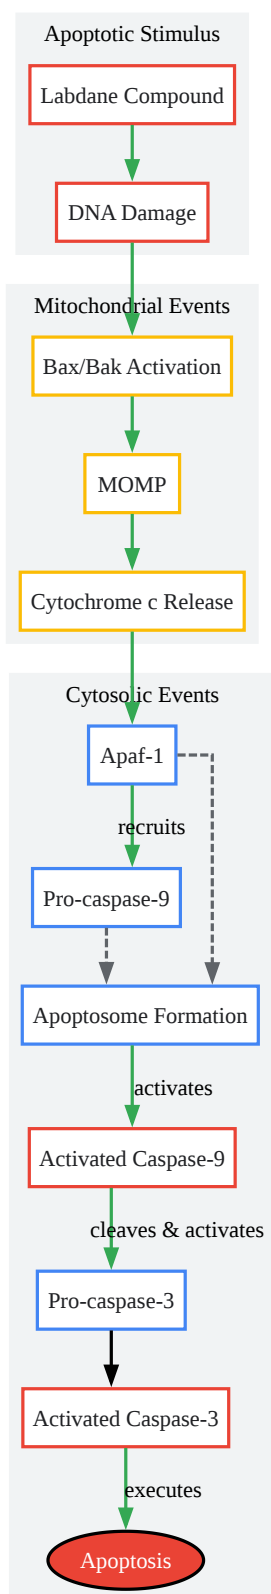 Apoptotic Stimulus
Labdane Compound
DNA Damage
Mitochondrial Events
Bax/Bak Activation
MOMP
Cytochrome c Release
Cytosolic Events
Apaf-1
recruits
Pro-caspase-9
Apoptosome Formation
activates
Activated Caspase-9
cleaves & activates
Pro-caspase-3
Activated Caspase-3
executes
Apoptosis